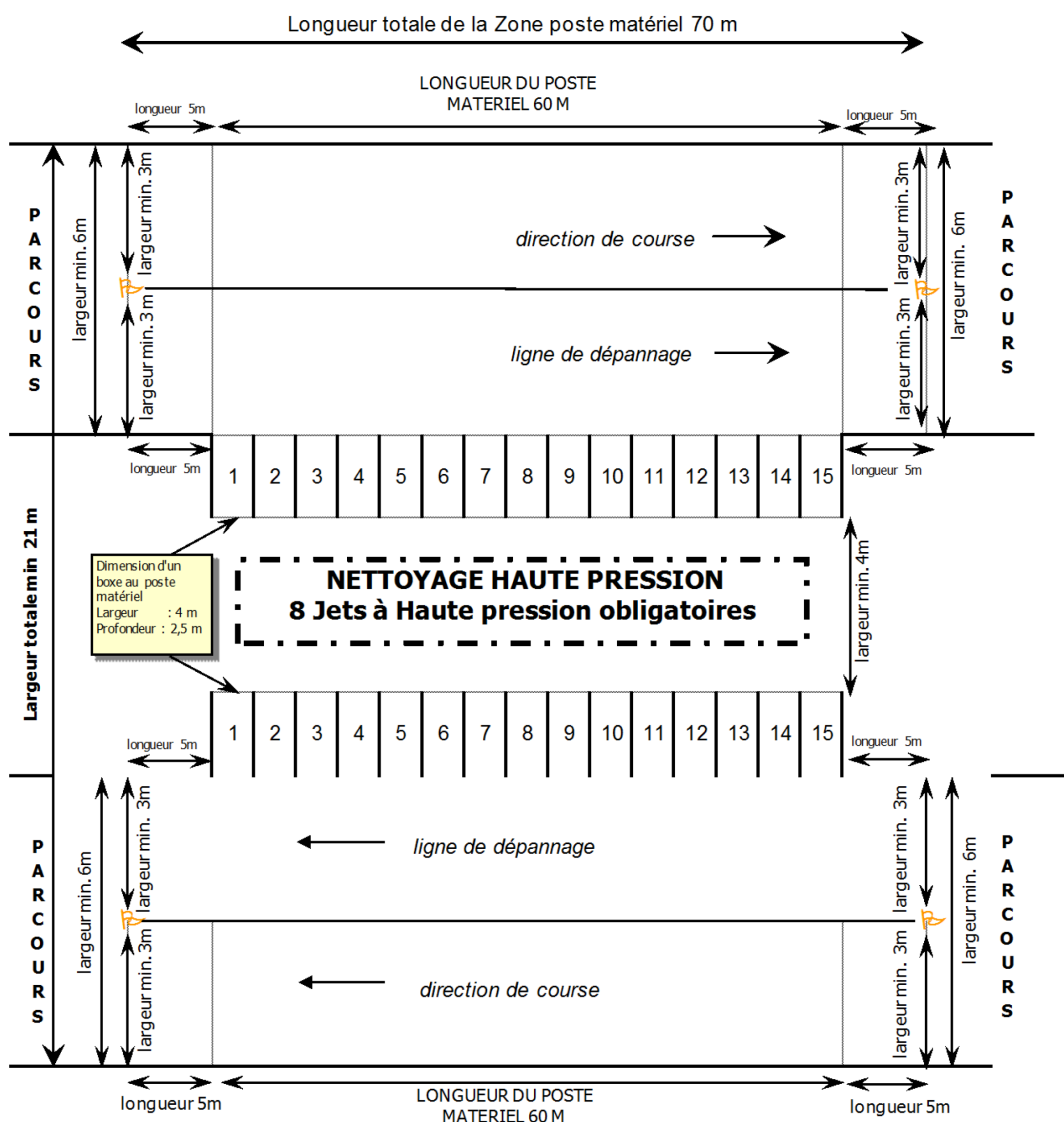 Longueur totale de la Zone poste matériel 70 m
LONGUEUR DU POSTE
MATERIEL 60 M
longueur 5m
longueur 5m
PARCOURS
largeur min. 6m
largeur min. 3m
largeur min. 3 m
direction de course
ligne de dépannage
largeur min. 3m
largeur min. 3m
largeur min. 6m
PARCOURS
longueur 5m
longueur 5m
1 2 3 4 5 6 7 8 9 10 11 12 13 14 15
Largeur totale min 21 m
Dimension d'un
boxe au poste
matériel
Largeur : 4 m
Profondeur : 2,5 m
NETTOYAGE HAUTE PRESSION
8 Jets à Haute pression obligatoires
largeur min. 4m
1 2 3 4 5 6 7 8 9 10 11 12 13 14 15
longueur 5m
longueur 5m
PARCOURS
largeur min. 6m
largeur min. 3m
largeur min. 3m
ligne de dépannage
direction de course
largeur min. 3m
largeur min. 3m
largeur min. 6m
PARCOURS
longueur 5m
LONGUEUR DU POSTE
MATERIEL 60 M
longueur 5m